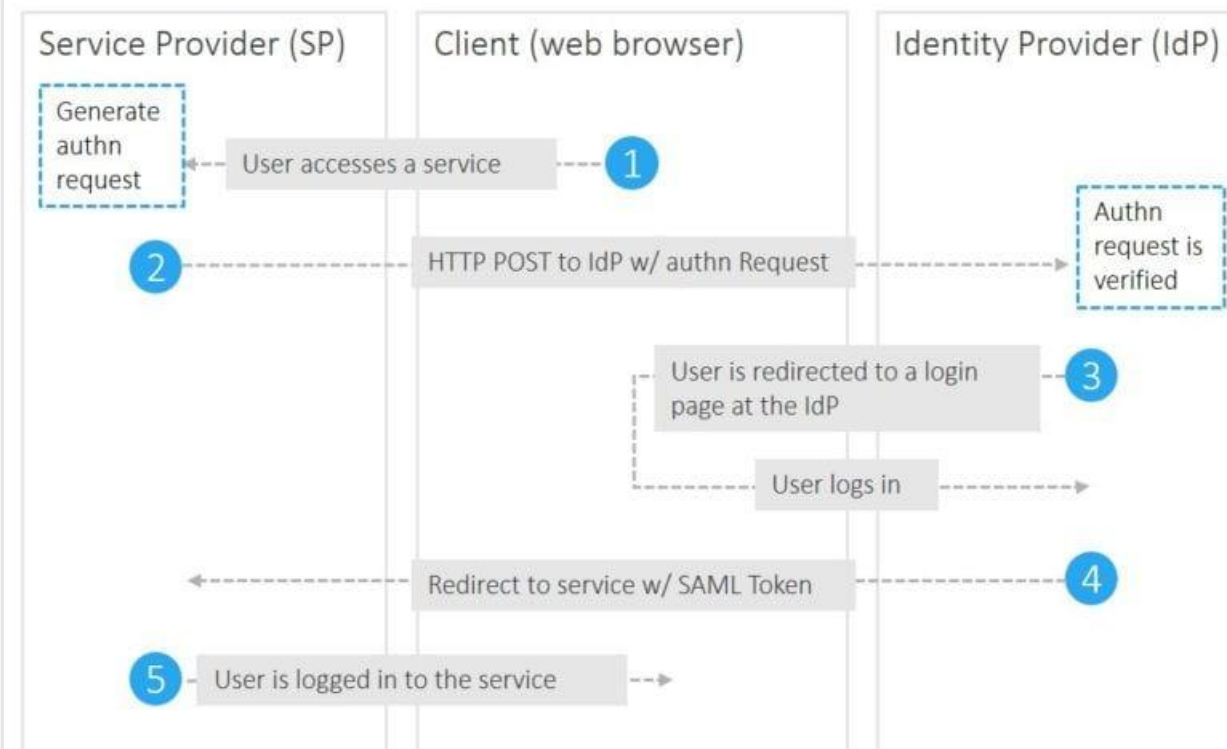 Service Provider (SP)
Client (web browser)
Identity Provider (IdP)
Generate
authn
request
User accesses a service
1
Authn
request is
verified
2
HTTP POST to IdP w/ authn Request
User is redirected to a login
page at the IdP
3
User logs in
Redirect to service w/ SAML Token
4
5
User is logged in to the service